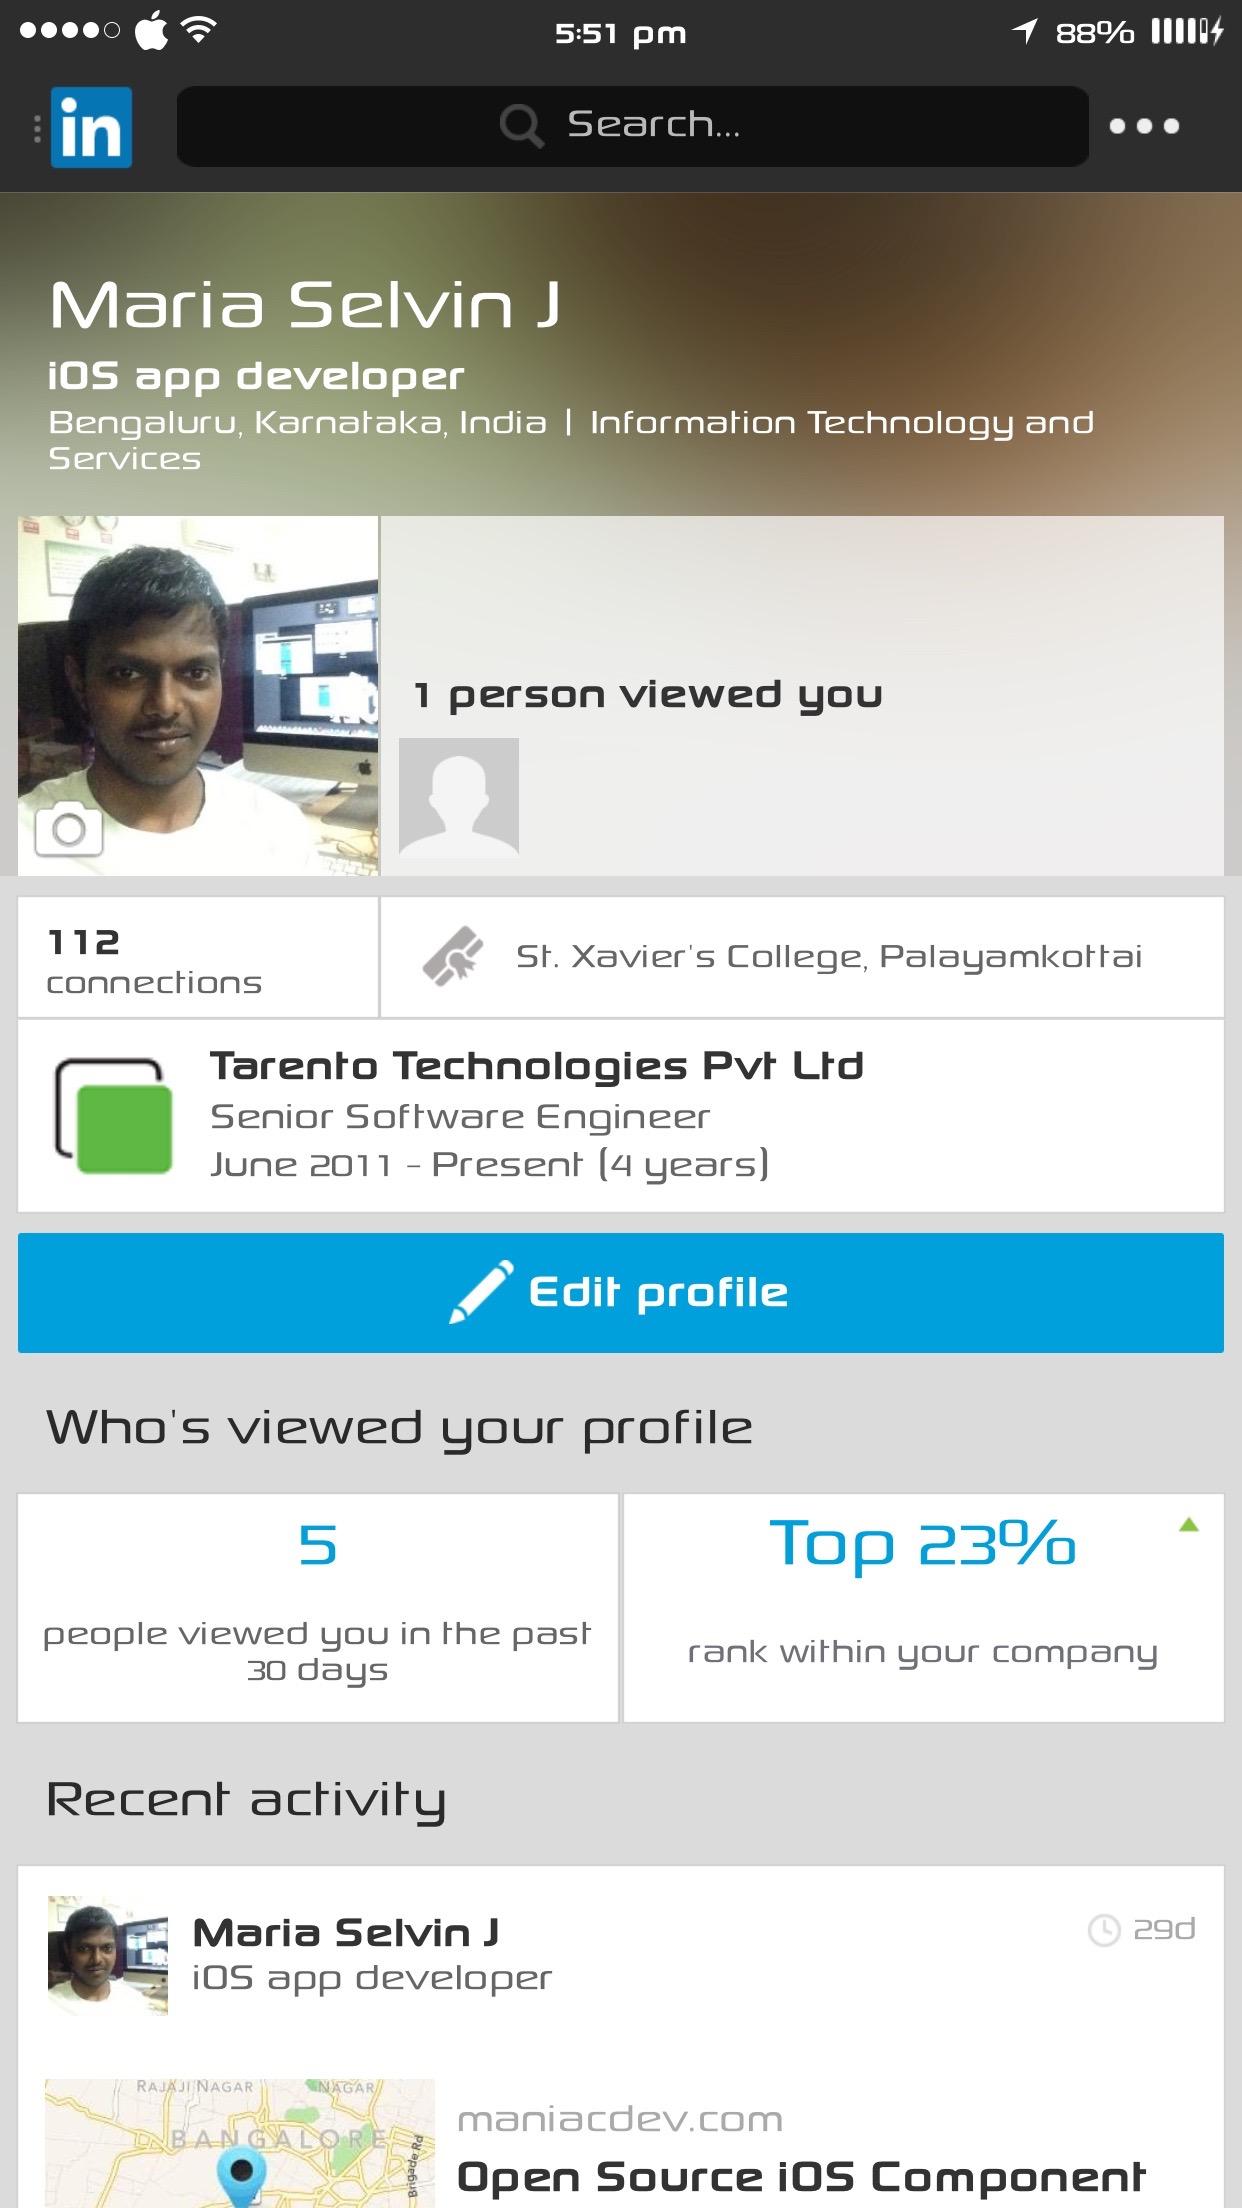 5:51 pm
88%
in
Search...
Maria Selvin J
iOS app developer
Bengaluru, Karnataka, India | Information Technology and
Services
1 person viewed you
112
connections
St. Xavier's College, Palayamkottai
Tarento Technologies Pvt Ltd
Senior Software Engineer
June 2011 - Present (4 years)
Edit profile
Who's viewed your profile
5
people viewed you in the past
30 days
Top 23%
rank within your company
Recent activity
Maria Selvin J
29d
iOS app developer
RAJAJI NAGAR
NAGAR
BANGALORE
Brigade Rd
maniacdev.com
Open Source iOS Component